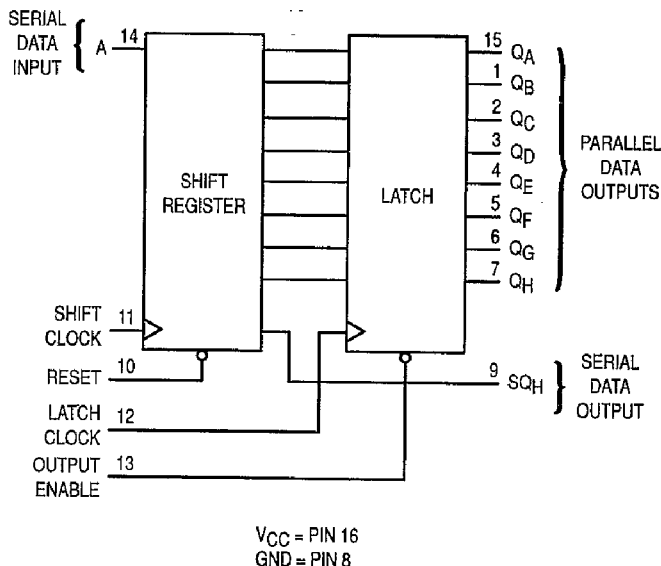 SERIAL
DATA
INPUT
A
14
SHIFT
REGISTER
LATCH
15 QA
1 QB
2 QC
3 QD
4 QE
5 QF
6 QG
7 QH
PARALLEL
DATA
OUTPUTS
SHIFT
CLOCK
11
RESET
10
LATCH
CLOCK
12
OUTPUT
ENABLE
13
9 SQH
SERIAL
DATA
OUTPUT
VCC = PIN 16
GND = PIN 8